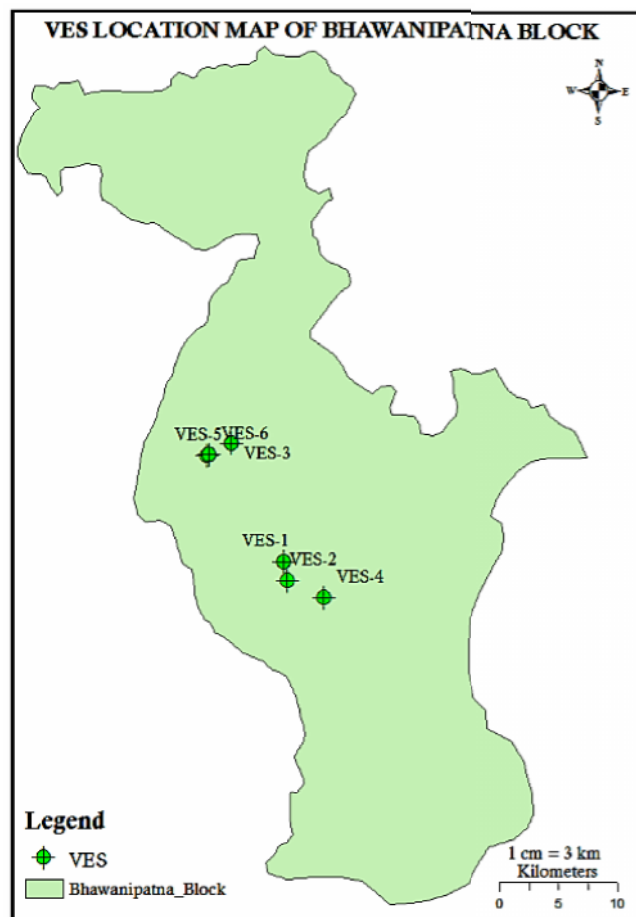 VES LOCATION MAP OF BHAWANIPATNA BLOCK
N
W E
S
VES-5 VES-6
VES-3
VES-1
VES-2
VES-4
Legend
VES
Bhawanipatna_Block
1 cm = 3 km
Kilometers
0 5 10